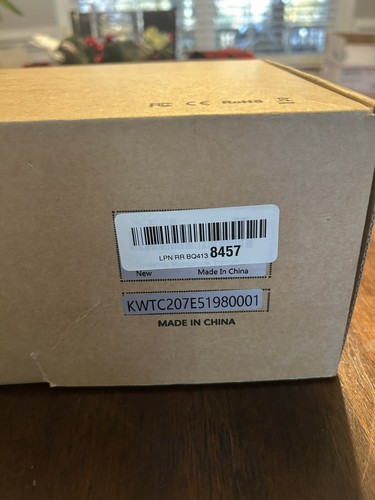 FC CE RoHS
LPN RR BQ413 8457
New Made In China
KWTC207E51980001
MADE IN CHINA